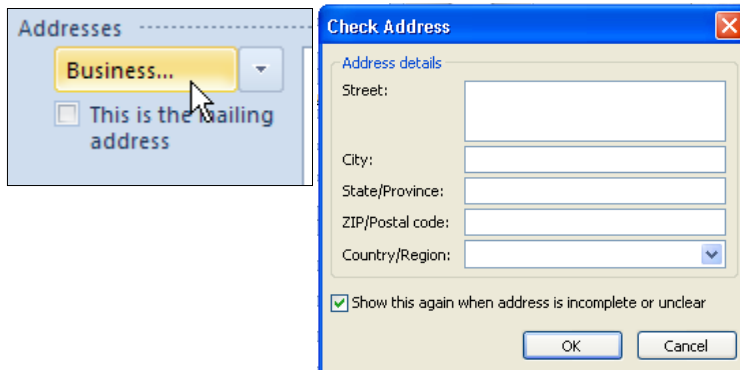 Addresses
Business...
This is the mailing
address
Check Address
Address details
Street:
City:
State/Province:
ZIP/Postal code:
Country/Region:
Show this again when address is incomplete or unclear
OK Cancel